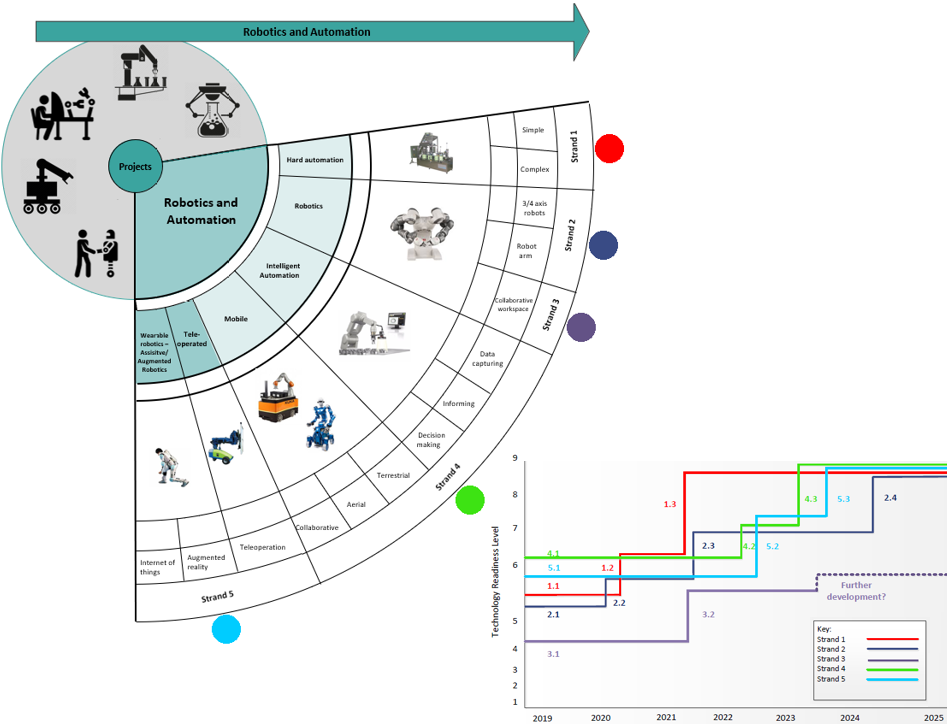 Robotics and Automation
Projects
Robotics and
Automation
Hard automation
Robotics
Intelligent
Automation
Mobile
Tele-
operated
Wearable
robotics –
Assisitve/
Augmanted
Robotics
Simple
Complex
3/4 axis
robots
Robot
arm
Collaborative
workspace
Data
capturing
Informing
Decision
making
Terrestrial
Aerial
Collaborative
Teleoperation
Augmented
reality
Internet of
things
Strand 1
Strand 2
Strand 3
Strand 4
Strand 5
Technology Readiness Level
9
8
7
6
5
4
3
2
1
4.1
5.1
1.1
2.1
3.1
1.2
2.2
1.3
2.3
3.2
4.2
5.2
4.3
5.3
2.4
Further
development?
Key:
Strand 1
Strand 2
Strand 3
Strand 4
Strand 5
2019
2020
2021
2022
2023
2024
2025